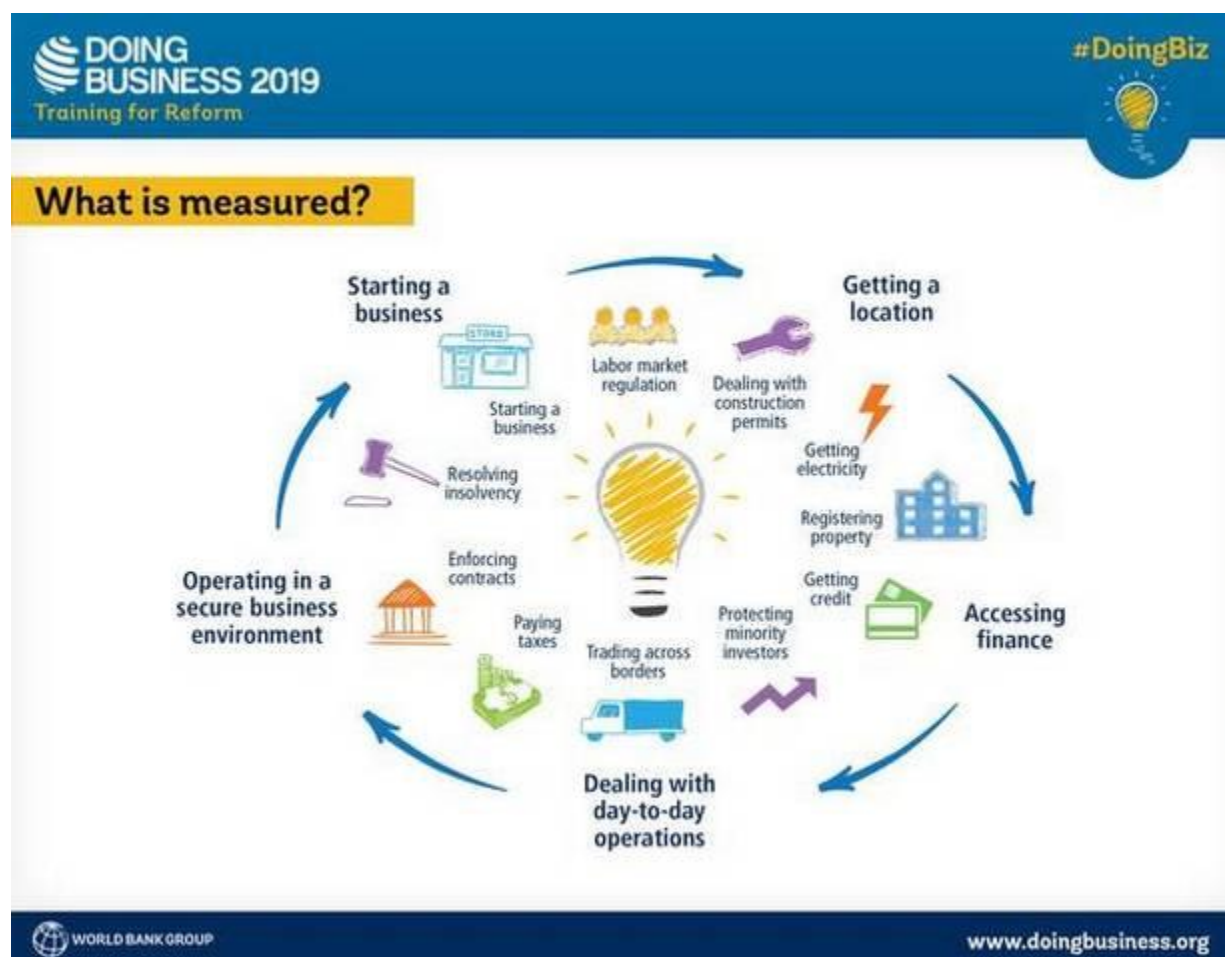 DOING
BUSINESS 2019
Training for Reform
#DoingBiz
What is measured?
Starting a
business
Getting a
location
STORE
Labor market
regulation
Dealing with
construction
permits
Starting a
business
Getting
electricity
Resolving
insolvency
Registering
property
Enforcing
contracts
Getting
credit
Operating in a
secure business
environment
Accessing
finance
Paying
taxes
Trading across
borders
Protecting
minority
investors
Dealing with
day-to-day
operations
WORLD BANK GROUP
www.doingbusiness.org